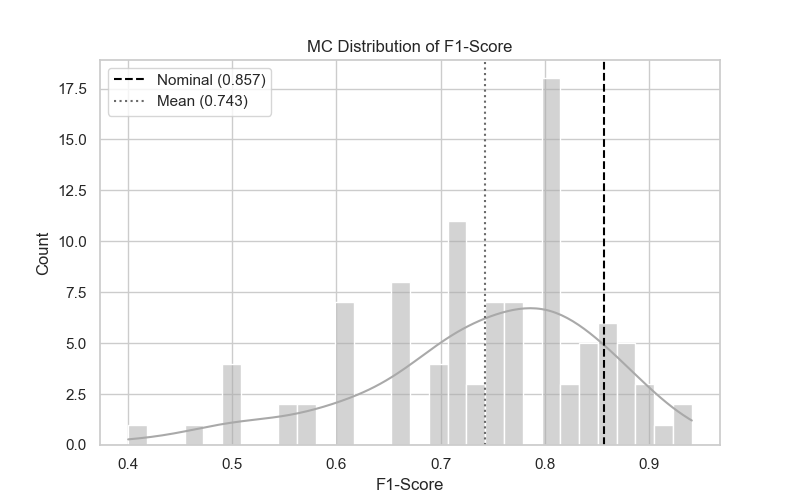 MC Distribution of F1-Score
Nominal (0.857)
Mean (0.743)
17.5
15.0
12.5
10.0
7.5
5.0
2.5
0.0
Count
0.4 0.5 0.6 0.7 0.8 0.9
F1-Score